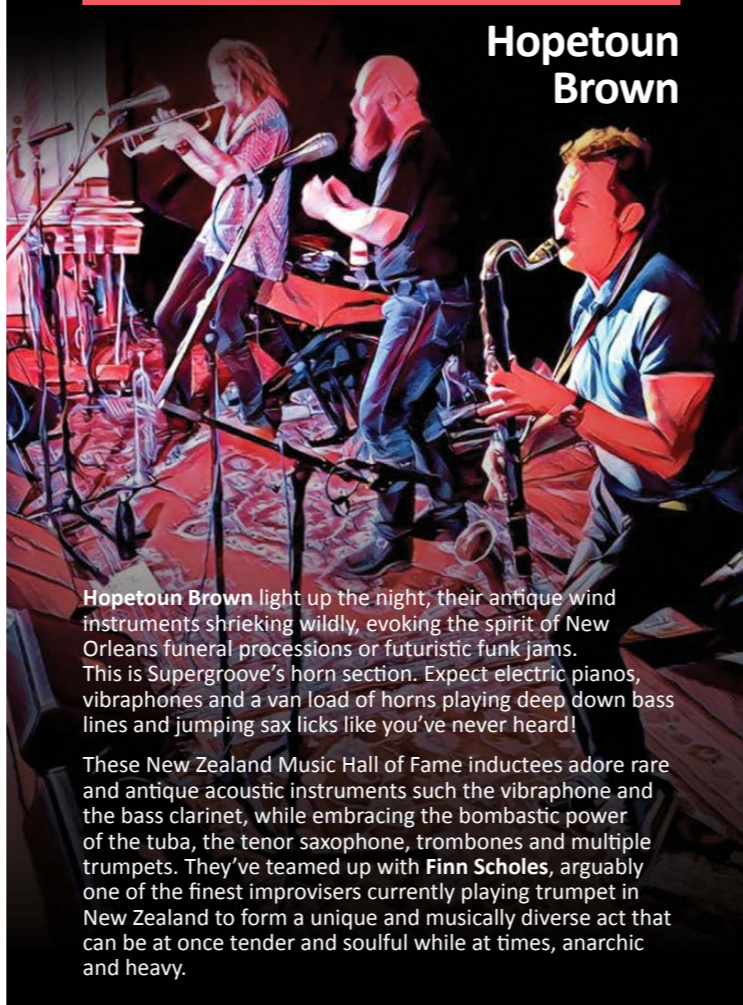 Hopetoun
Brown
Hopetoun Brown light up the night, their antique wind
instruments shrieking wildly, evoking the spirit of New
Orleans funeral processions or futuristic funk jams.
This is Supergroove’s horn section. Expect electric pianos,
vibraphones and a van load of horns playing deep down bass
lines and jumping sax licks like you’ve never heard!
These New Zealand Music Hall of Fame inductees adore rare
and antique acoustic instruments such the vibraphone and
the bass clarinet, while embracing the bombastic power
of the tuba, the tenor saxophone, trombones and multiple
trumpets. They’ve teamed up with Finn Scholes, arguably
one of the finest improvisers currently playing trumpet in
New Zealand to form a unique and musically diverse act that
can be at once tender and soulful while at times, anarchic
and heavy.